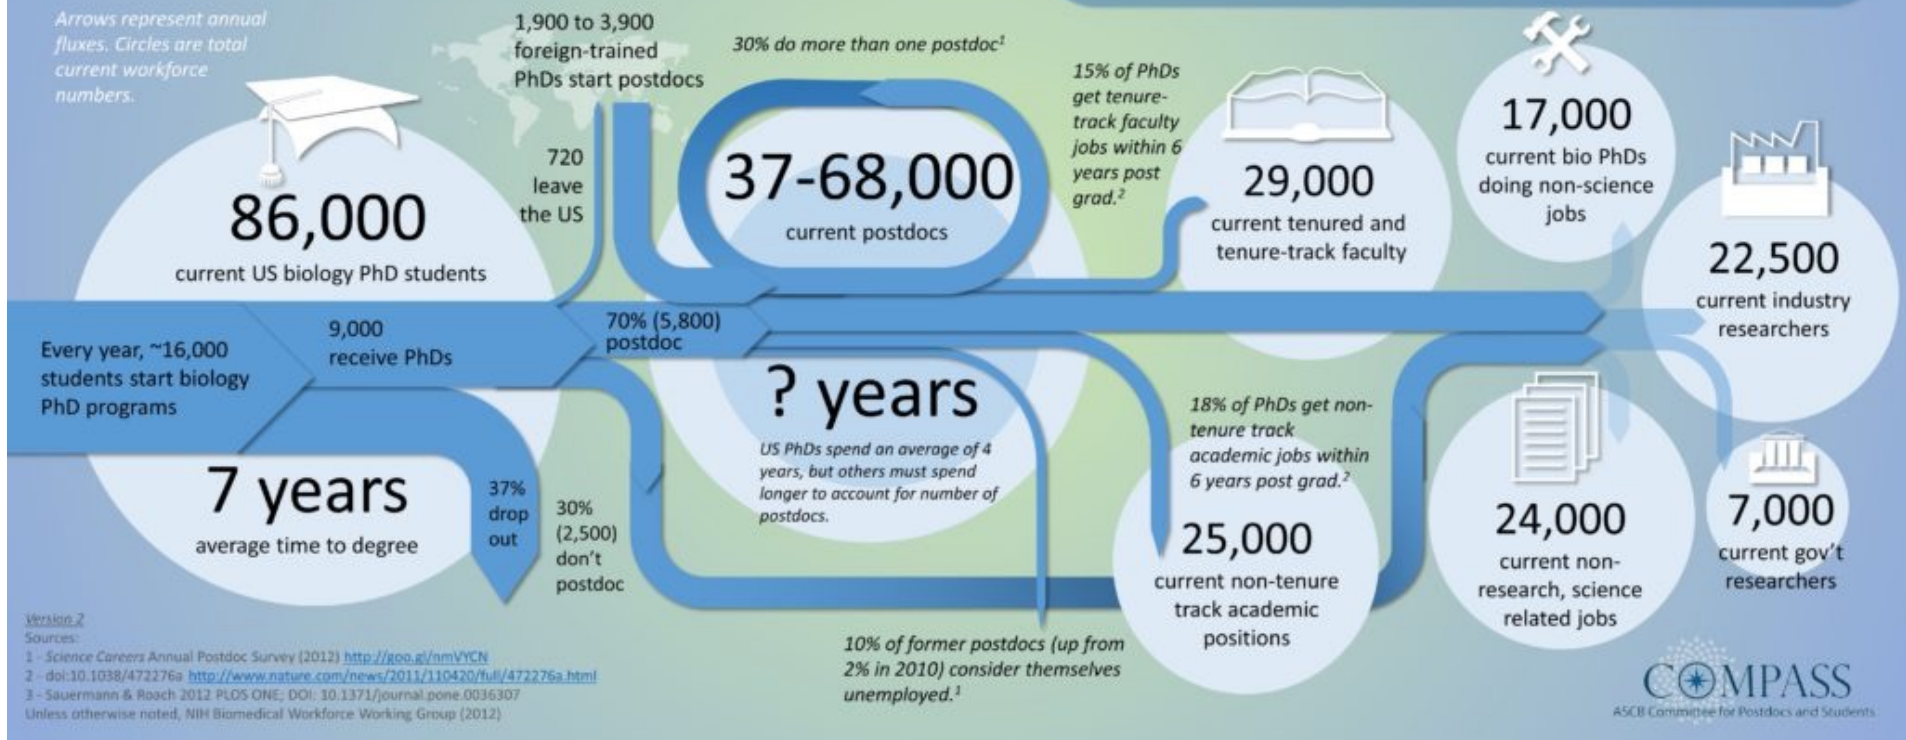 Arrows represent annual
fluxes. Circles are total
current workforce
numbers.
86,000
current US biology PhD students
Every year, ~16,000
students start biology
PhD programs
9,000
receive PhDs
7 years
average time to degree
37%
drop
out
30%
(2,500)
don't
postdoc
1,900 to 3,900
foreign-trained
PhDs start postdocs
720
leave
the US
70% (5,800)
postdoc
30% do more than one postdoc¹
37-68,000
current postdocs
? years
US PhDs spend an average of 4
years, but others must spend
longer to account for number of
postdocs.
10% of former postdocs (up from
2% in 2010) consider themselves
unemployed.¹
15% of PhDs
get tenure-
track faculty
jobs within 6
years post
grad.²
29,000
current tenured and
tenure-track faculty
18% of PhDs get non-
tenure track
academic jobs within
6 years post grad.²
25,000
current non-tenure
track academic
positions
17,000
current bio PhDs
doing non-science
jobs
22,500
current industry
researchers
24,000
current non-
research, science
related jobs
7,000
current gov't
researchers
Version 2
Sources:
1 - Science Careers Annual Postdoc Survey (2012) http://goo.gl/nmVYCN
2 - doi:10.1038/472276a http://www.nature.com/news/2011/110420/full/472276a.html
3 - Sauermann & Roach 2012 PLOS ONE; DOI: 10.1371/journal.pone.0036307
Unless otherwise noted, NIH Biomedical Workforce Working Group (2012)
COMPASS
ASCB Committee for Postdocs and Students